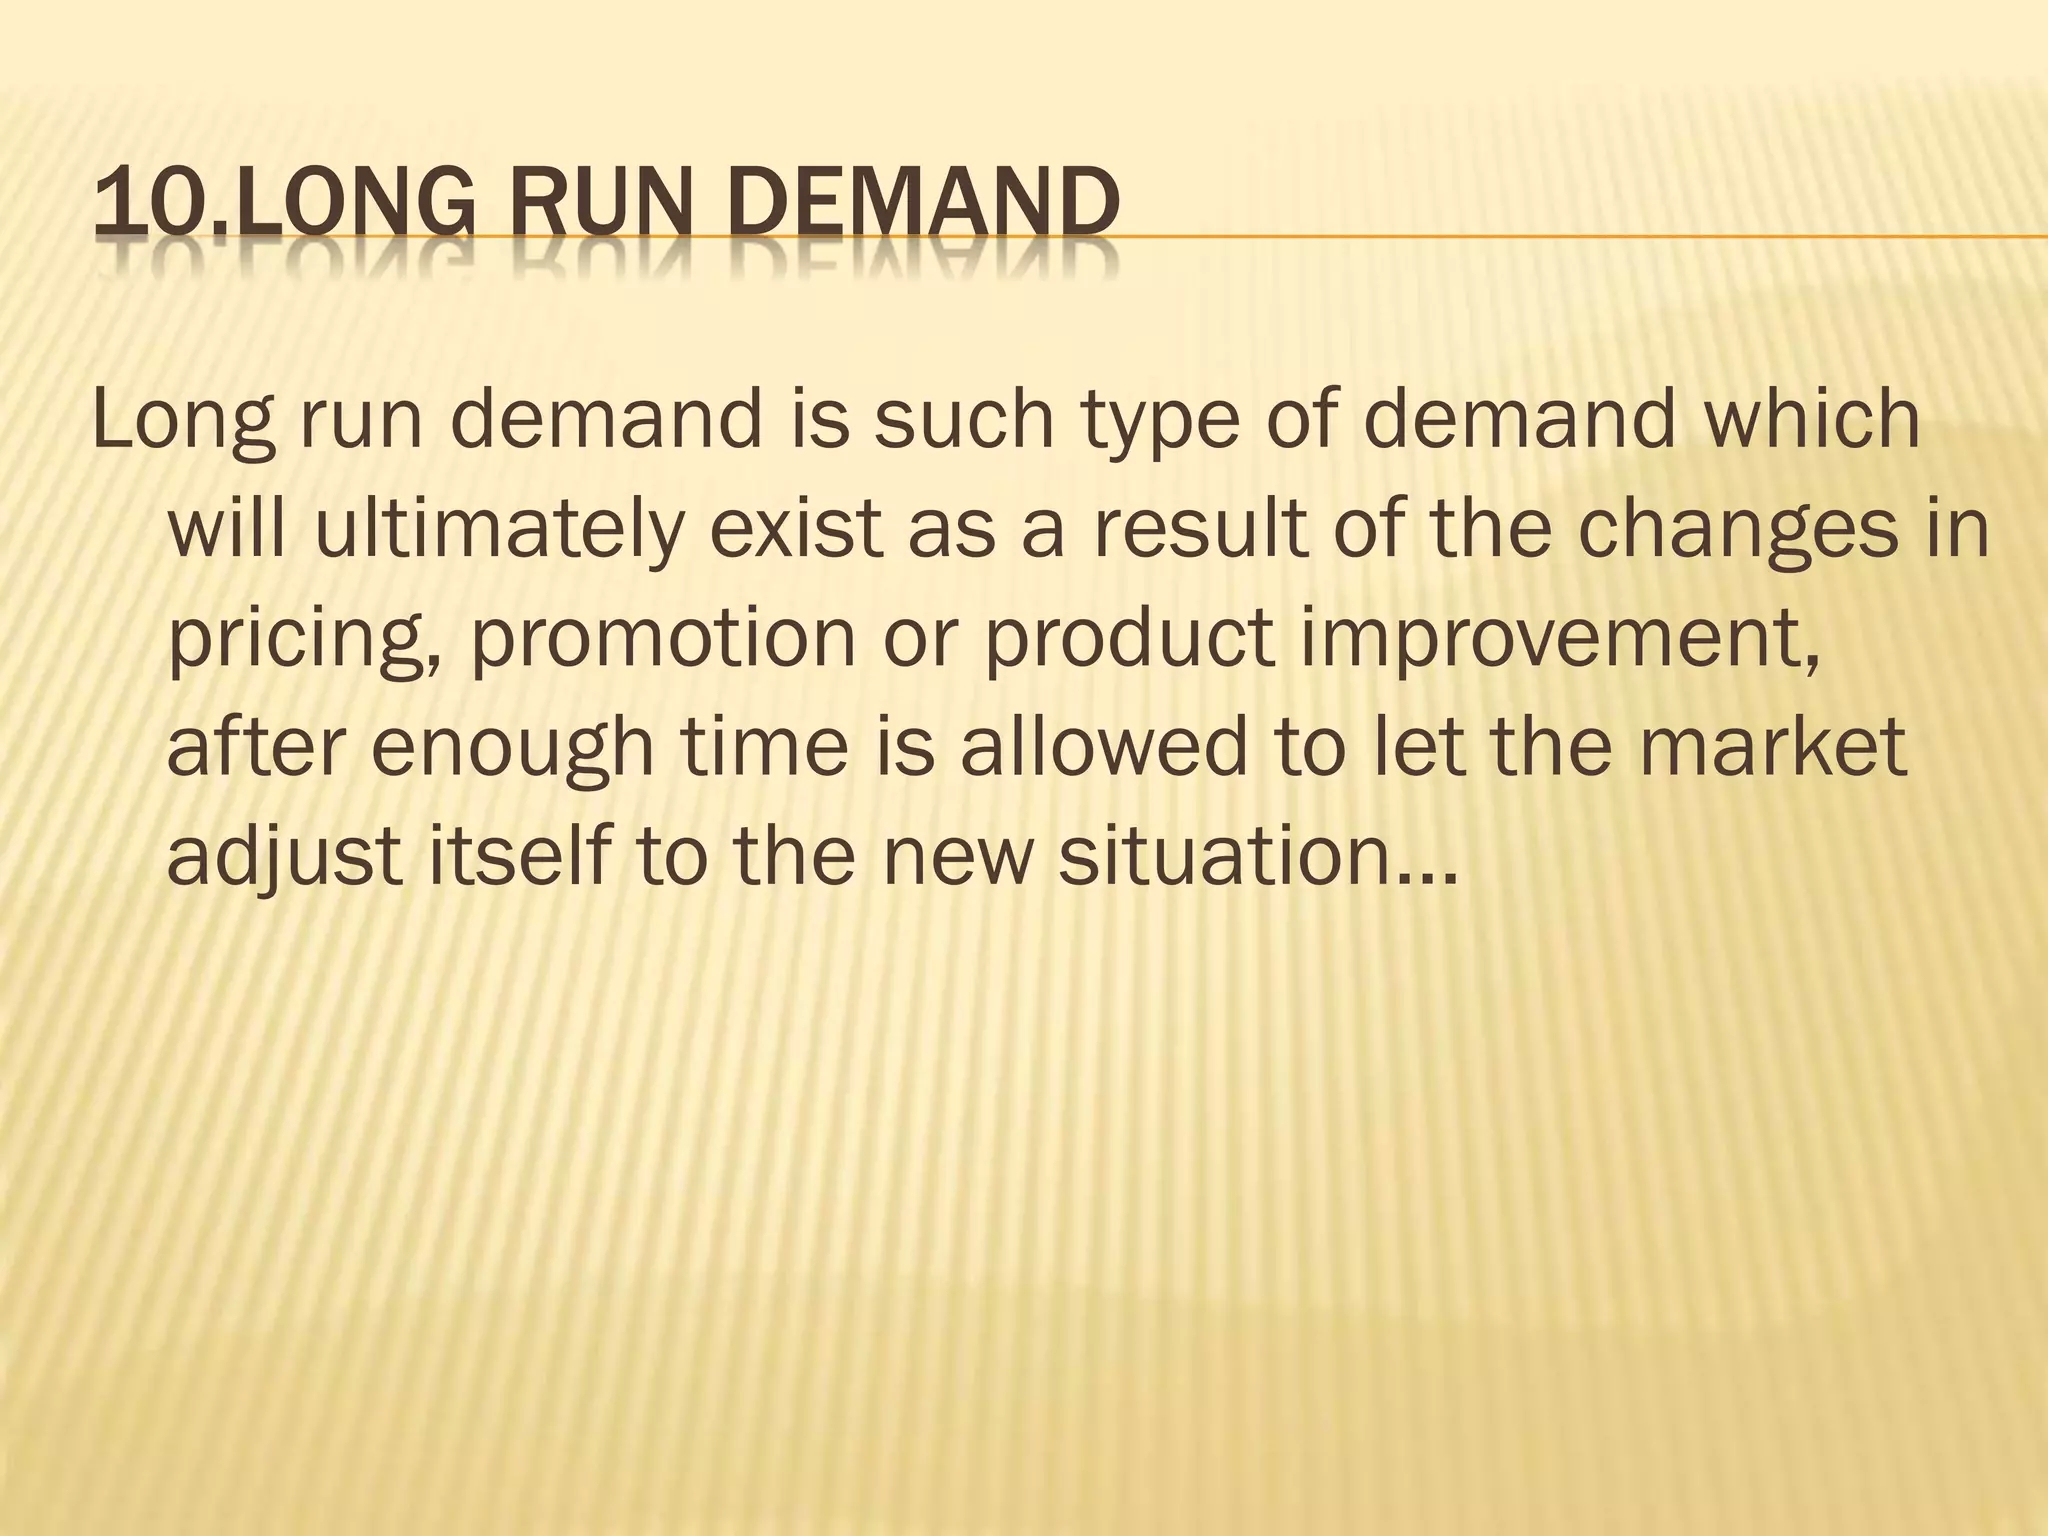 10.LONG RUN DEMAND
Long run demand is such type of demand which
will ultimately exist as a result of the changes in
pricing, promotion or product improvement,
after enough time is allowed to let the market
adjust itself to the new situation...